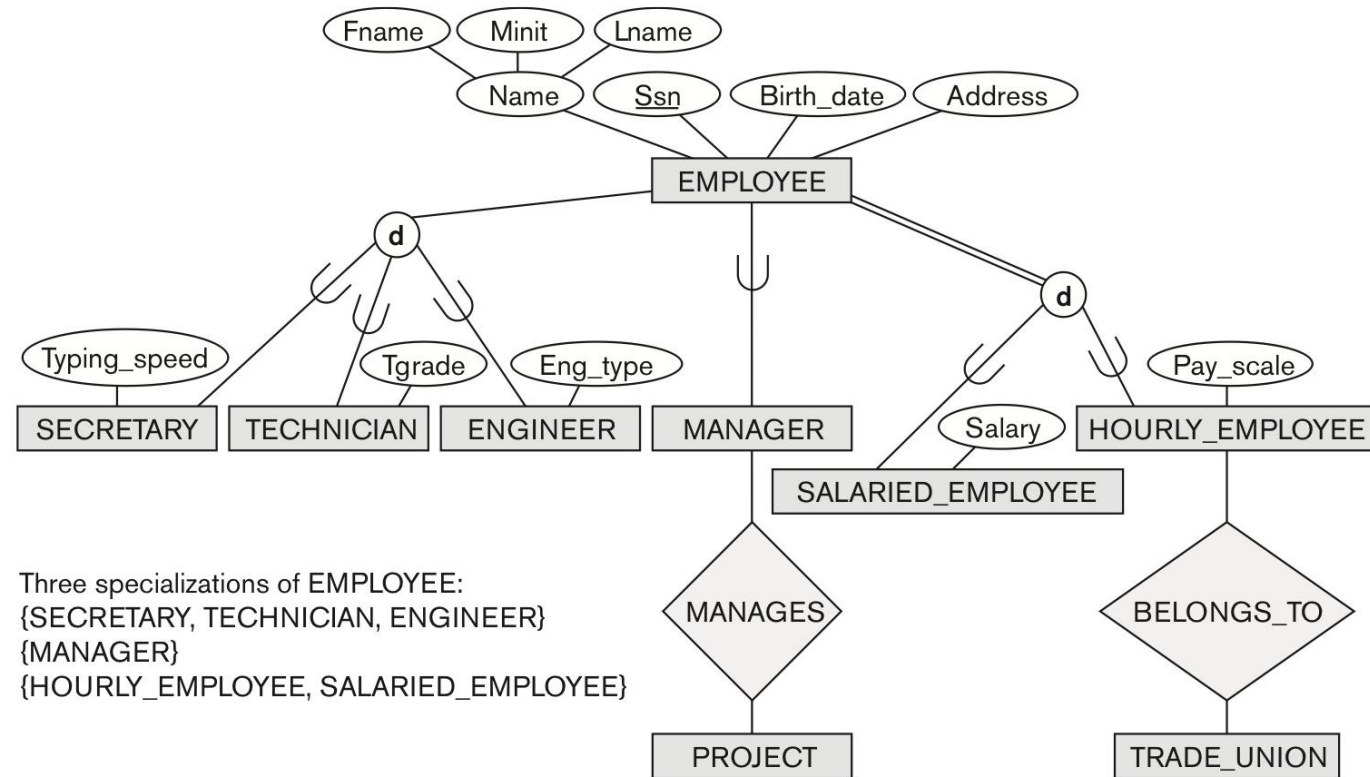 Fname Minit Lname
Name Ssn Birth_date Address
EMPLOYEE
d
d
Typing_speed Tgrade Eng_type Pay_scale
SECRETARY TECHNICIAN ENGINEER MANAGER Salary HOURLY_EMPLOYEE
SALARIED_EMPLOYEE
Three specializations of EMPLOYEE:
{SECRETARY, TECHNICIAN, ENGINEER}
{MANAGER}
{HOURLY_EMPLOYEE, SALARIED_EMPLOYEE}
MANAGES BELONGS_TO
PROJECT TRADE_UNION